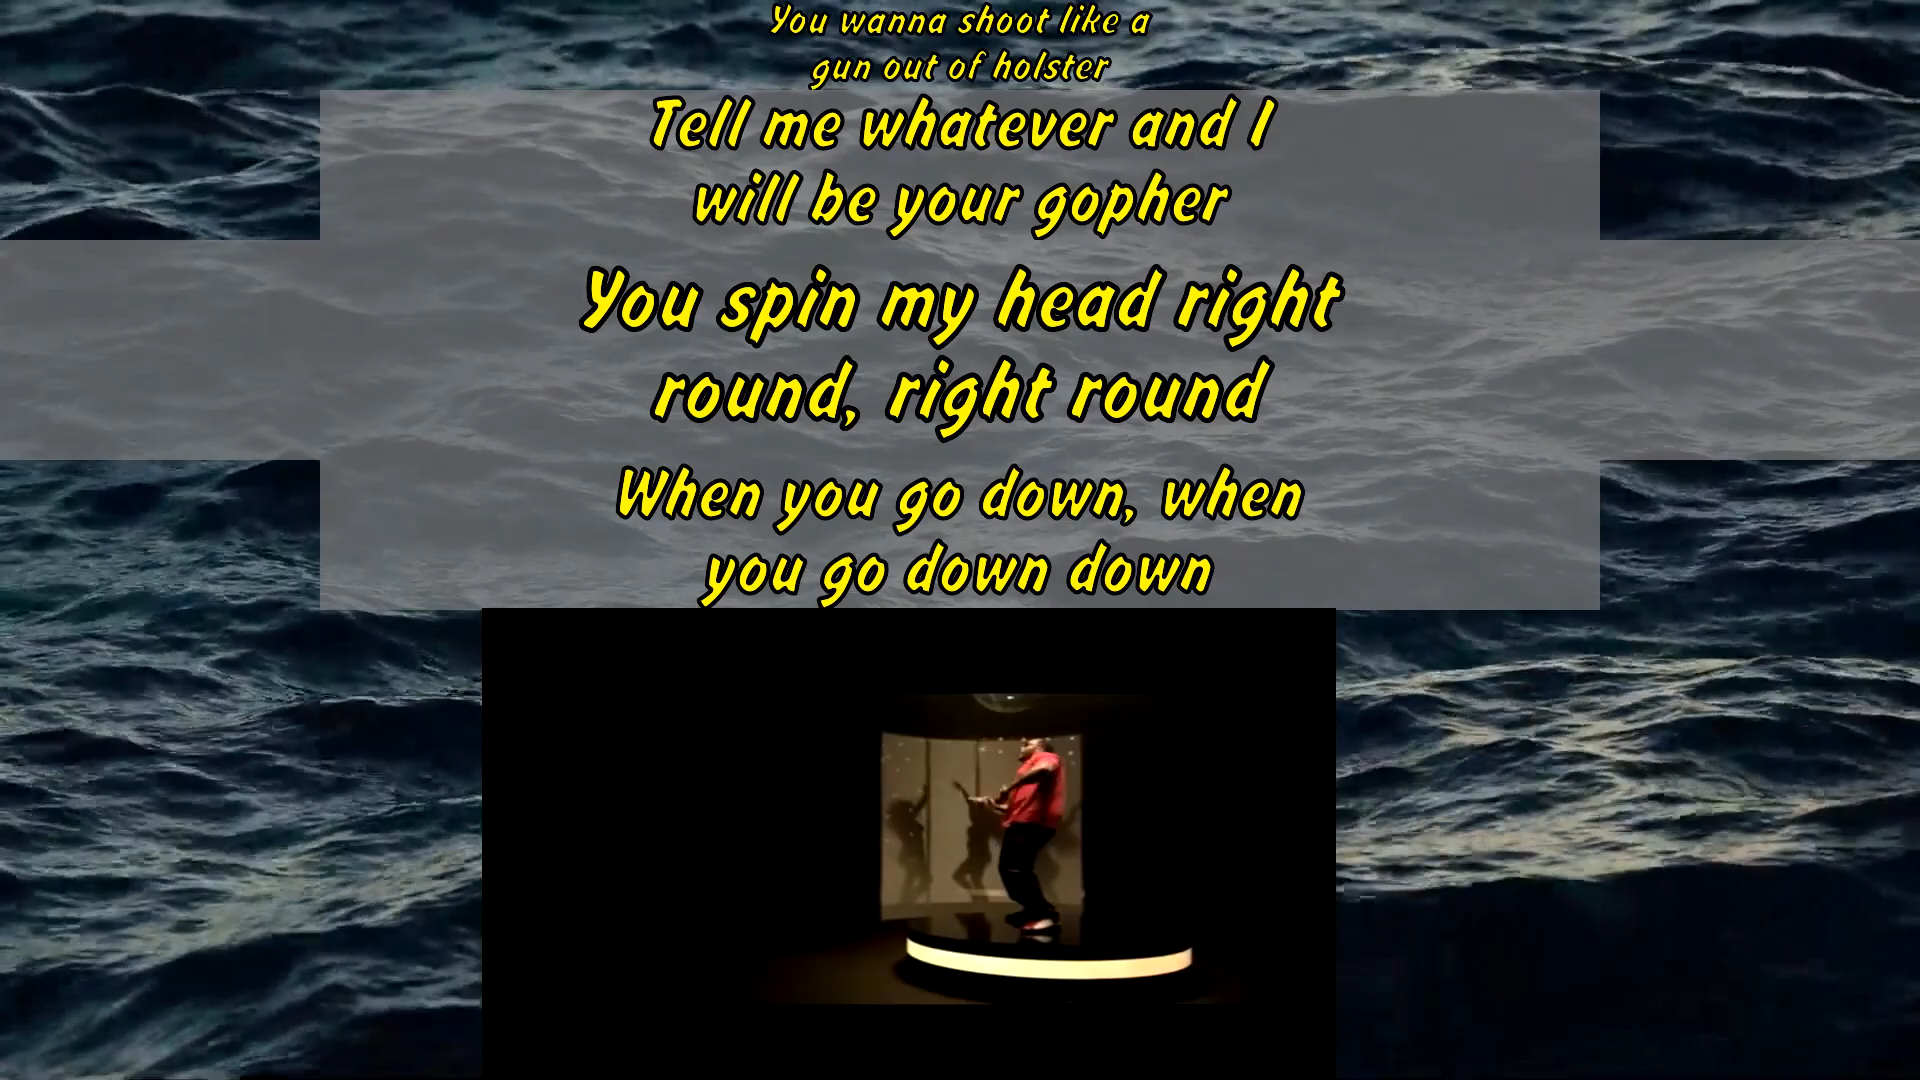 You wanna shoot like a
gun out of holster
Tell me whatever and I
will be your gopher
You spin my head right
round, right round
When you go down, when
you go down down